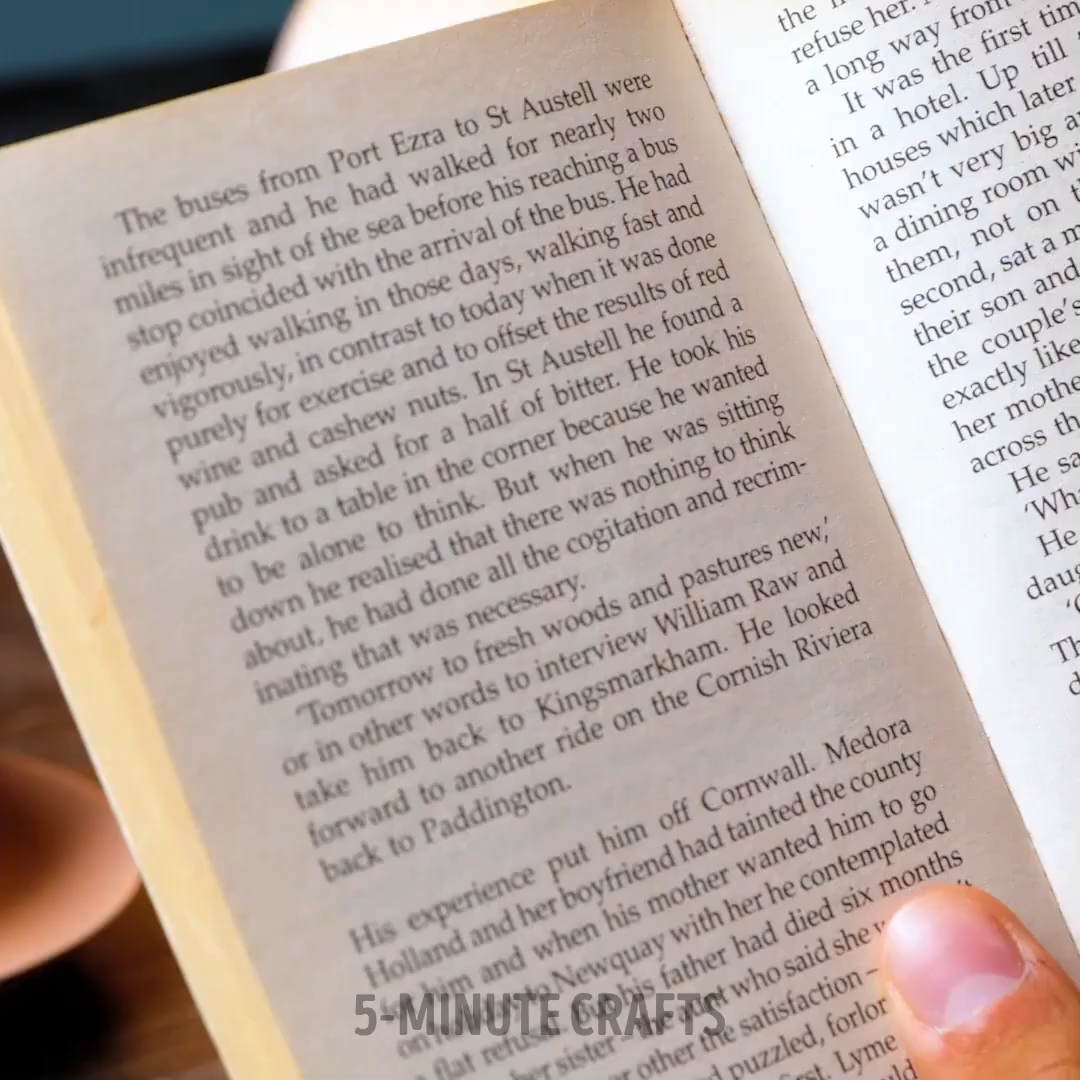 The buses from Port Ezra to St Austell were
infrequent and he had walked for nearly two
miles in sight of the sea before his reaching a bus
stop coincided with the arrival of the bus. He had
enjoyed walking in those days, walking fast and
vigorously, in contrast to today when it was done
purely for exercise and to offset the results of red
wine and cashew nuts. In St Austell he found a
pub and asked for a half of bitter. He took his
drink to a table in the corner because he wanted
to be alone to think. But when he was sitting
down he realised that there was nothing to think
about, he had done all the cogitation and recrim-
inating that was necessary.
'Tomorrow to fresh woods and pastures new,'
or in other words to interview William Raw and
take him back to Kingsmarkham. He looked
forward to another ride on the Cornish Riviera
back to Paddington.
His experience put him off Cornwall. Medora
Holland and her boyfriend had tainted the county
for him and when his mother wanted him to go
on holiday to Newquay with her he contemplated
flat refusal. But his father had died six months
her sister – the aunt who said she
or other the satisfaction –
puzzled, forlor
first. Lyme
the
refuse her.
a long way from
It was the first tim
in a hotel. Up till
houses which later
wasn't very big a
a dining room wi
them, not on t
second, sat a m
their son and
the couple's
exactly like
her mothe
across th
He sa
'Wha
He
daug
Th
d
5-MINUTE CRAFTS